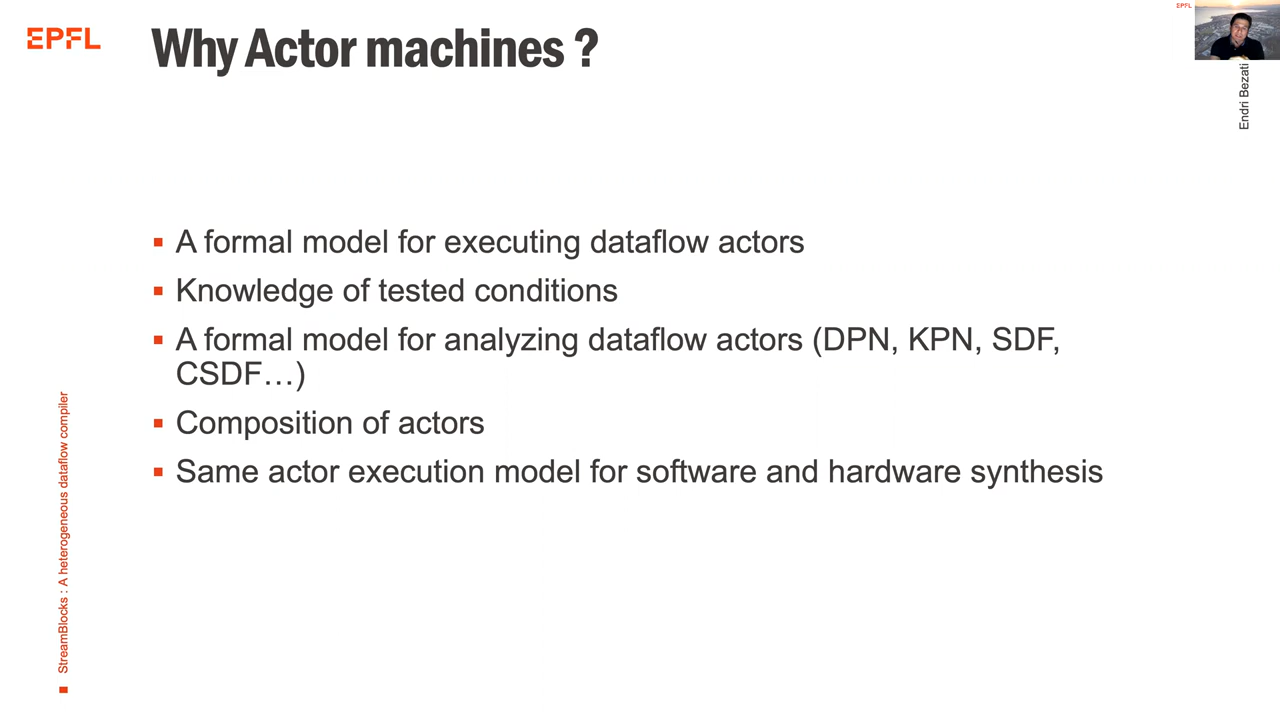 EPFL
Why Actor machines ?
EPFL
Endri Bezati
▪ A formal model for executing dataflow actors
▪ Knowledge of tested conditions
▪ A formal model for analyzing dataflow actors (DPN, KPN, SDF,
CSDF…)
▪ Composition of actors
▪ Same actor execution model for software and hardware synthesis
StreamBlocks : A heterogeneous dataflow compiler